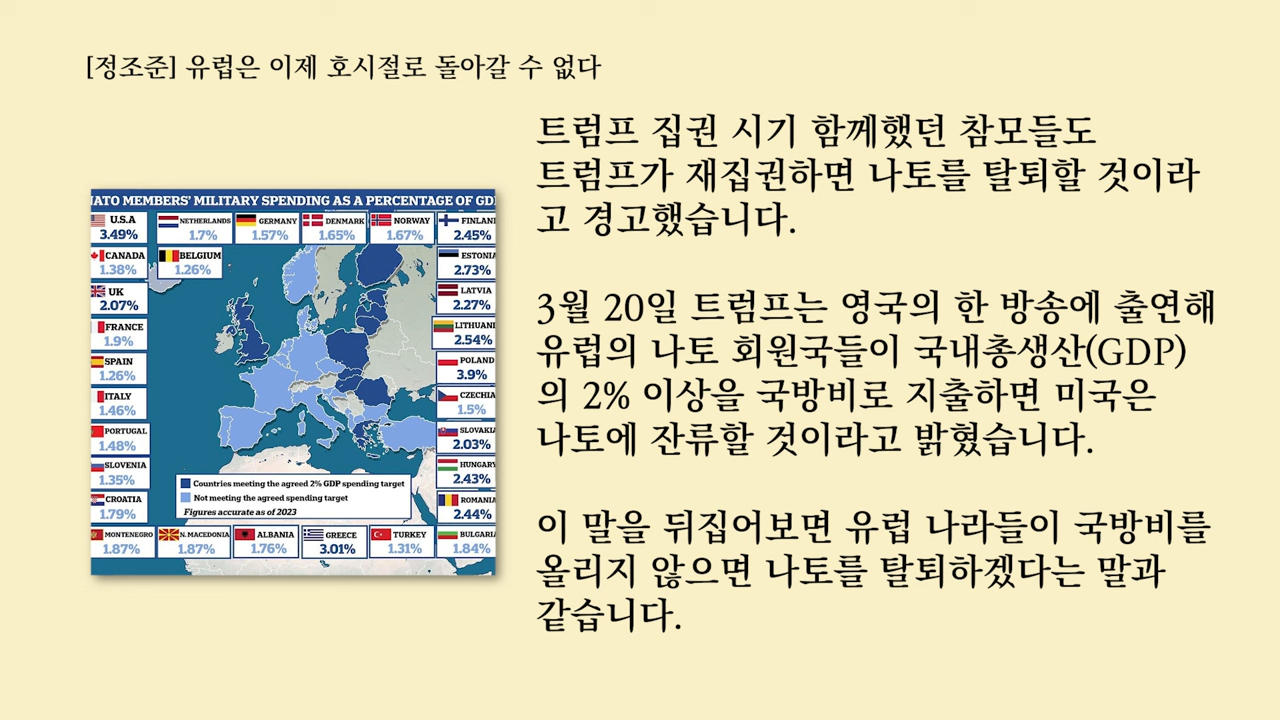 [정조준] 유럽은 이제 호시절로 돌아갈 수 없다
트럼프 집권 시기 함께했던 참모들도
트럼프가 재집권하면 나토를 탈퇴할 것이라
고 경고했습니다.
3월 20일 트럼프는 영국의 한 방송에 출연해
유럽의 나토 회원국들이 국내총생산(GDP)
의 2% 이상을 국방비로 지출하면 미국은
나토에 잔류할 것이라고 밝혔습니다.
이 말을 뒤집어보면 유럽 나라들이 국방비를
올리지 않으면 나토를 탈퇴하겠다는 말과
같습니다.
ATO MEMBERS' MILITARY SPENDING AS A PERCENTAGE OF GD
U.S.A
3.49%
NETHERLANDS
1.7%
GERMANY
1.57%
DENMARK
1.65%
NORWAY
1.67%
FINLAN
2.45%
CANADA
1.38%
BELGIUM
1.26%
ESTONI
2.73%
UK
2.07%
LATVIA
2.27%
FRANCE
1.9%
LITHUANI
2.54%
SPAIN
1.26%
POLAND
3.9%
ITALY
1.46%
CZECHIA
1.5%
PORTUGAL
1.48%
SLOVAKI
2.03%
SLOVENIA
1.35%
HUNGAR
2.43%
CROATIA
1.79%
ROMANI
2.44%
Countries meeting the agreed 2% GDP spending target
Not meeting the agreed spending target
Figures accurate as of 2023
MONTENEGRO
1.87%
N. MACEDONIA
1.87%
ALBANIA
1.76%
GREECE
3.01%
TURKEY
1.31%
BULGARI
1.84%